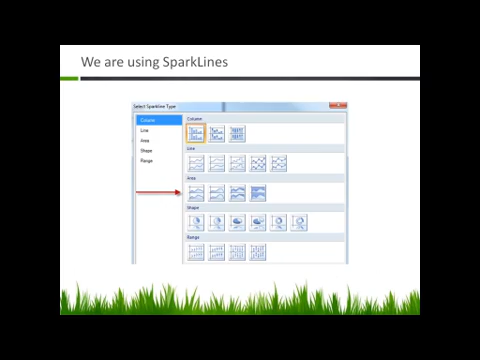 We are using SparkLines
Select Sparkline Type
Column
Line
Area
Shape
Range
Column
Line
Area
Shape
Range